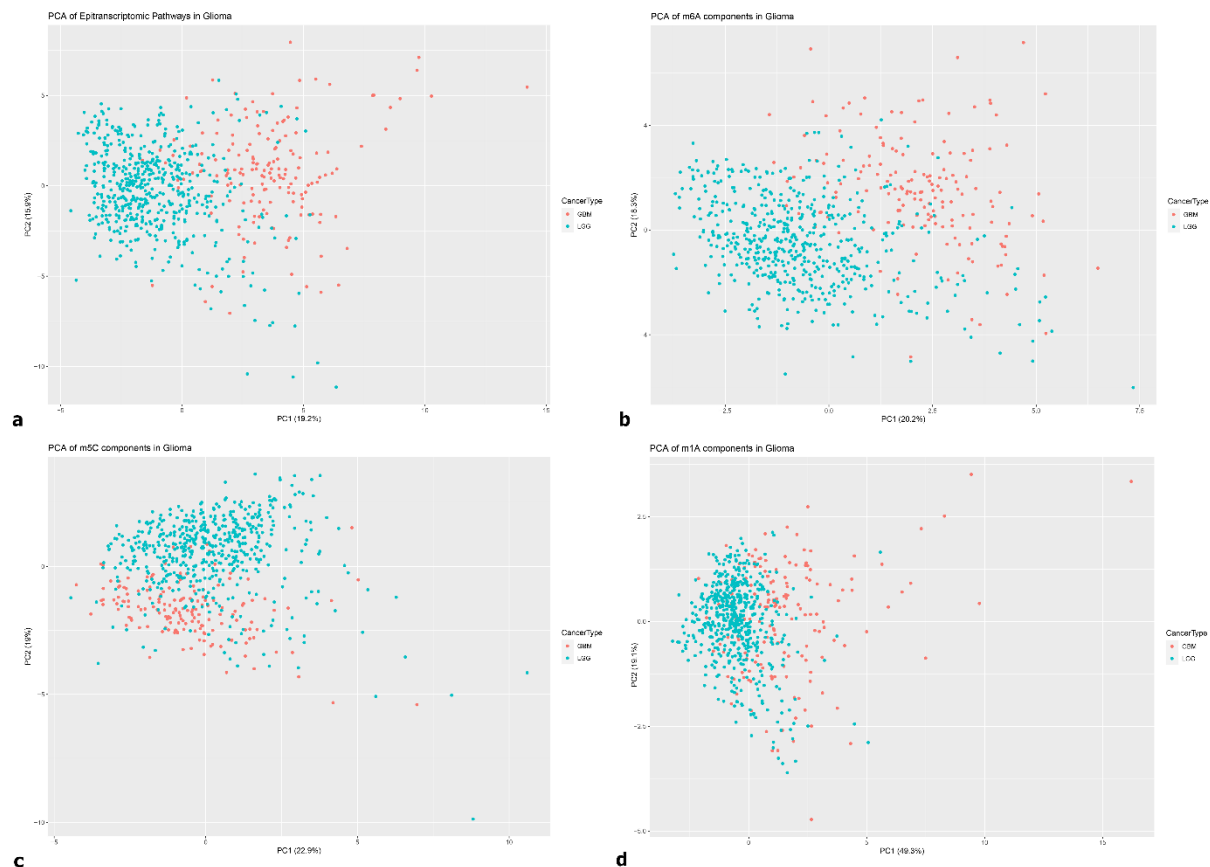 PCA of Epitranscriptomic Pathways in Glioma
5
0
-5
-10
PC2 (15.9%)
-5
0
5
10
15
PC1 (19.2%)
CancerType
GBM
LGG
a
PCA of m6A components in Glioma
4
0
4
PC2 (18.3%)
2.5
0.0
2.5
5.0
7.5
PC1 (20.2%)
CancerType
GBM
LGG
b
PCA of m5C components in Glioma
0
-5
-10
PC2 (19%)
-5
0
5
10
PC1 (22.9%)
CancerType
GBM
LGG
c
PCA of m1A components in Glioma
2.5
0.0
-2.5
-5.0
PC2 (19.1%)
0
5
10
15
PC1 (49.3%)
CancerType
GBM
LGG
d